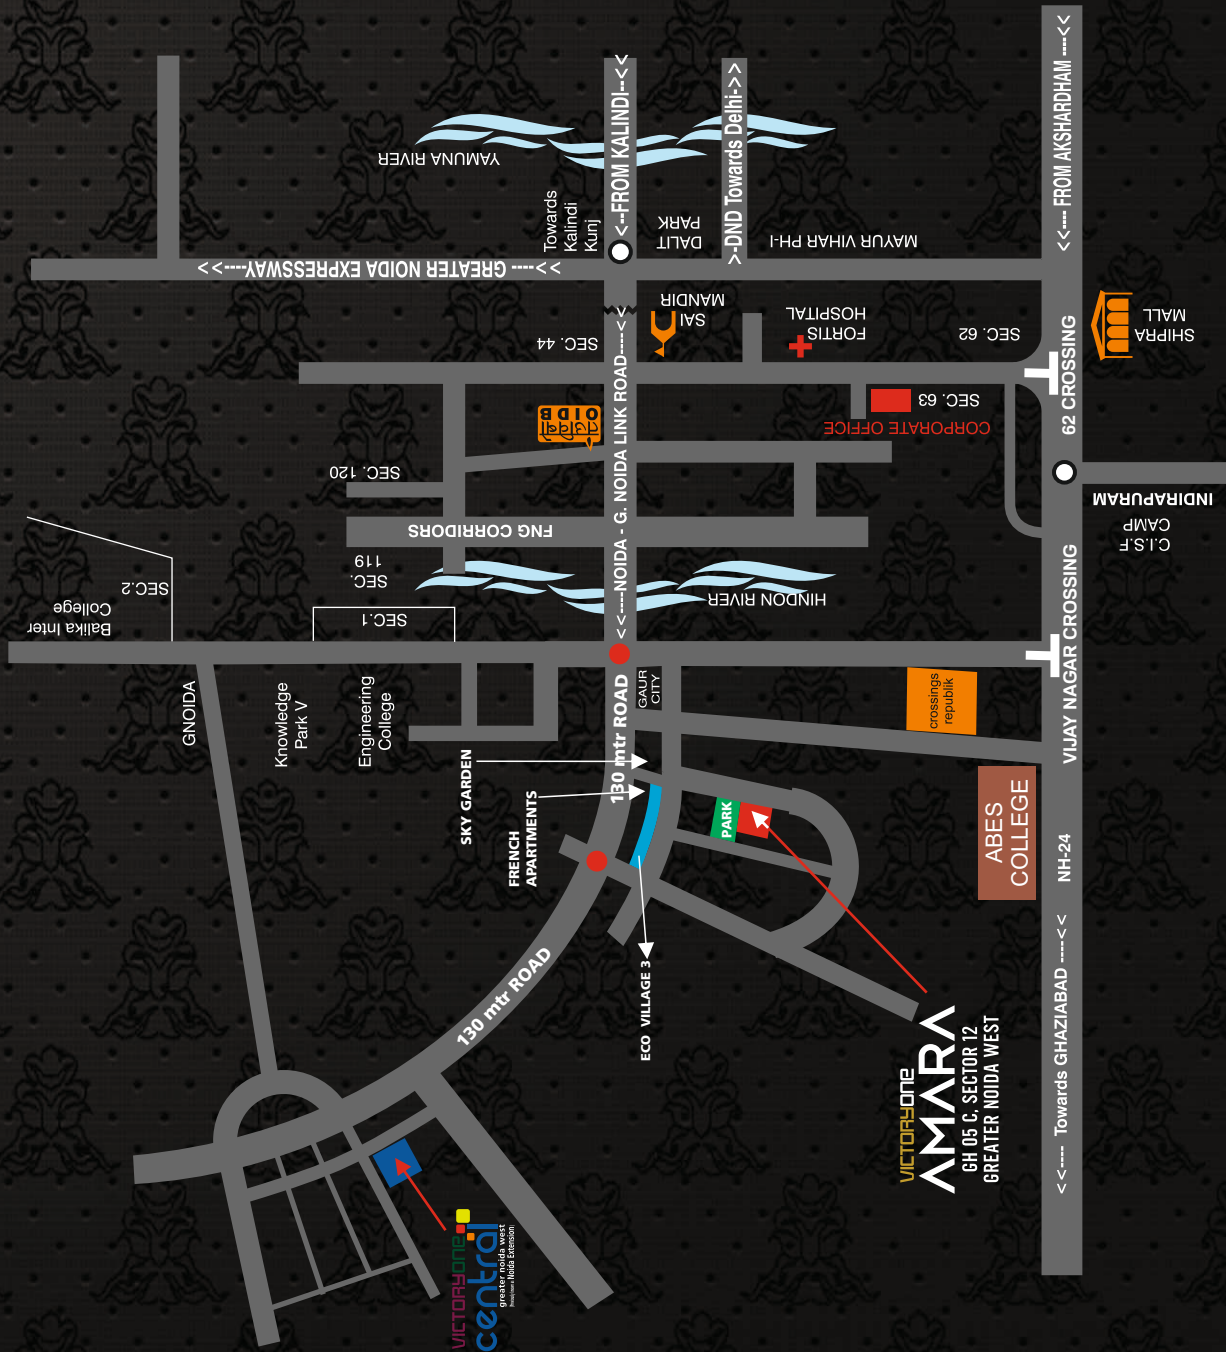 <<---- FROM AKSHARDHAM ----<<
<--FROM KALINDI--<<
>-DND Towards Delhi->>
YAMUNA RIVER
Towards
Kalindi
Kunj
DALIT
PARK
MAYUR VIHAR PH-I
<<---- GREATER NOIDA EXPRESSWAY---->>
SAI
MANDIR
FORTIS
HOSPITAL
SEC. 62
SHIPRA
MALL
SEC. 44
62 CROSSING
SEC. 63
CORPORATE OFFICE
OIDB
<<----NOIDA - G. NOIDA LINK ROAD----<<
SEC. 120
INDIRAPURAM
C.I.S.F
CAMP
FNG CORRIDORS
SEC.
119
HINDON RIVER
VIJAY NAGAR CROSSING
SEC.2
Balika Inter
College
SEC.1
GNOIDA
Knowledge
Park V
Engineering
College
130 mtr ROAD
GAUR
CITY
crossings
republik
SKY GARDEN
FRENCH
APARTMENTS
PARK
ABES
COLLEGE
NH-24
130 mtr ROAD
ECO VILLAGE 3
<<---- Towards GHAZIABAD ----<<
VICTORYONE
AMARA
GH 05 C, SECTOR 12
GREATER NOIDA WEST
VICTORYONE
central
greater noida west